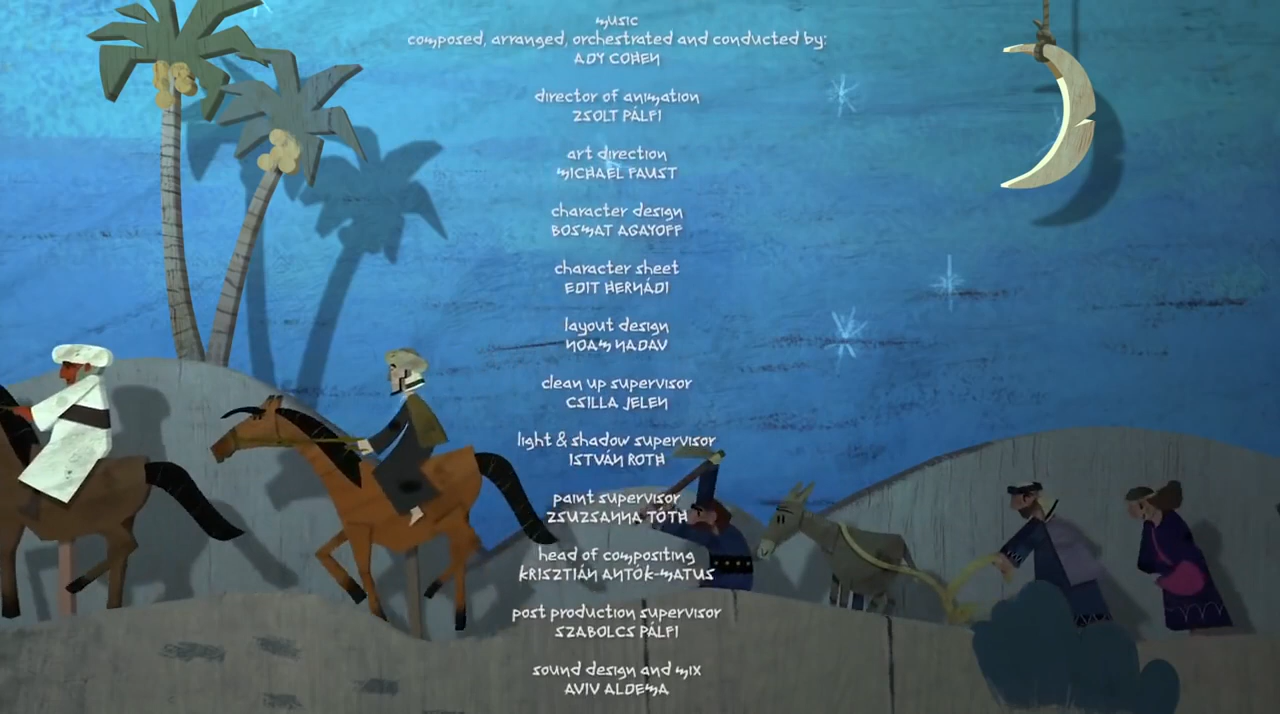 music
composed, arranged, orchestrated and conducted by:
ADY COHEN
director of animation
ZSOLT PÁLFI
art direction
MICHAEL FAUST
character design
BOSMAT AGAYOFF
character sheet
EDIT HERNÁDI
layout design
NOAM NADAV
clean up supervisor
CSILLA JELEN
light & shadow supervisor
ISTVÁN ROTH
paint supervisor
ZSUZSANNA TÓTH
head of compositing
KRISZTIÁN ANTÓK-MATUS
post production supervisor
SZABOLCS PÁLFI
sound design and mix
AVIV ALDEMA